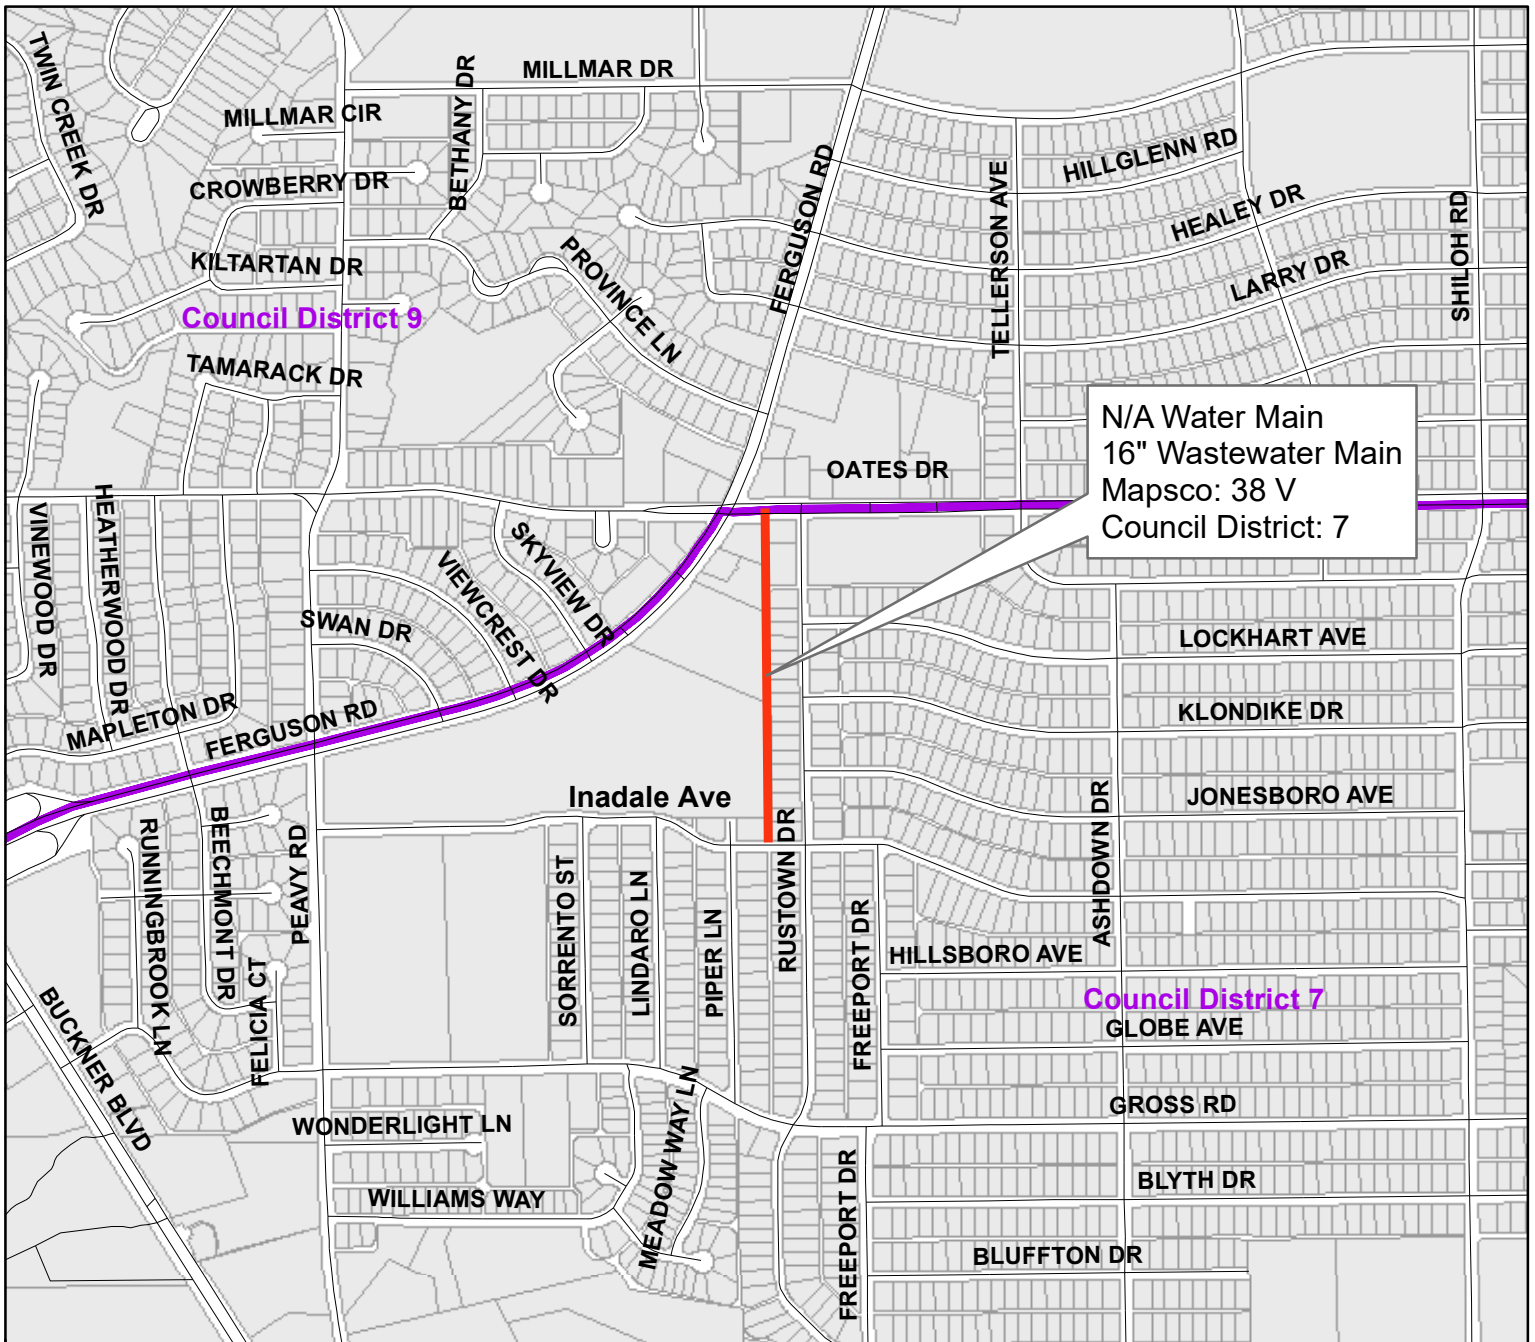 MILLMAR DR
TWIN CREEK DR
BETHANY DR
MILLMAR CIR
CROWBERRY DR
HILLGLENN RD
FERGUSON RD
TELLERSON AVE
HEALEY DR
SHILOH RD
KILTARTAN DR
PROVINCE LN
LARRY DR
Council District 9
TAMARACK DR
N/A Water Main
16" Wastewater Main
Mapsco: 38 V
Council District: 7
OATES DR
VINEWOOD DR
HEATHERWOOD DR
SKYVIEW DR
VIEWCREST DR
SWAN DR
LOCKHART AVE
MAPLETON DR
FERGUSON RD
KLONDIKE DR
Inadale Ave
JONESBORO AVE
RUNNINGBROOK LN
BEECHMONT DR
PEAVY RD
RUSTOWN DR
ASHDOWN DR
SORRENTO ST
LINDARO LN
PIPER LN
FREEPORT DR
HILLSBORO AVE
FELICIA CT
Council District 7
GLOBE AVE
BUCKNER BLVD
GROSS RD
WONDERLIGHT LN
MEADOW WAY LN
BLYTH DR
WILLIAMS WAY
FREEPORT DR
BLUFFTON DR